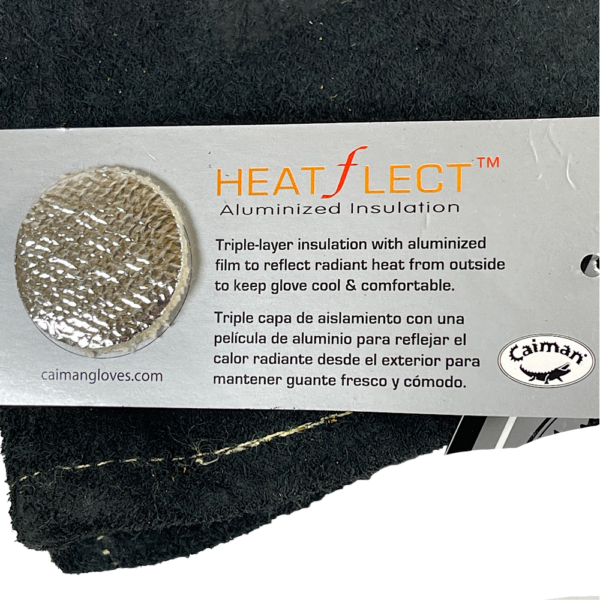 HEATfLECT™
Aluminized Insulation
Triple-layer insulation with aluminized
film to reflect radiant heat from outside
to keep glove cool & comfortable.
Triple capa de aislamiento con una
película de aluminio para reflejar el
calor radiante desde el exterior para
mantener guante fresco y cómodo.
caimangloves.com
Caiman®